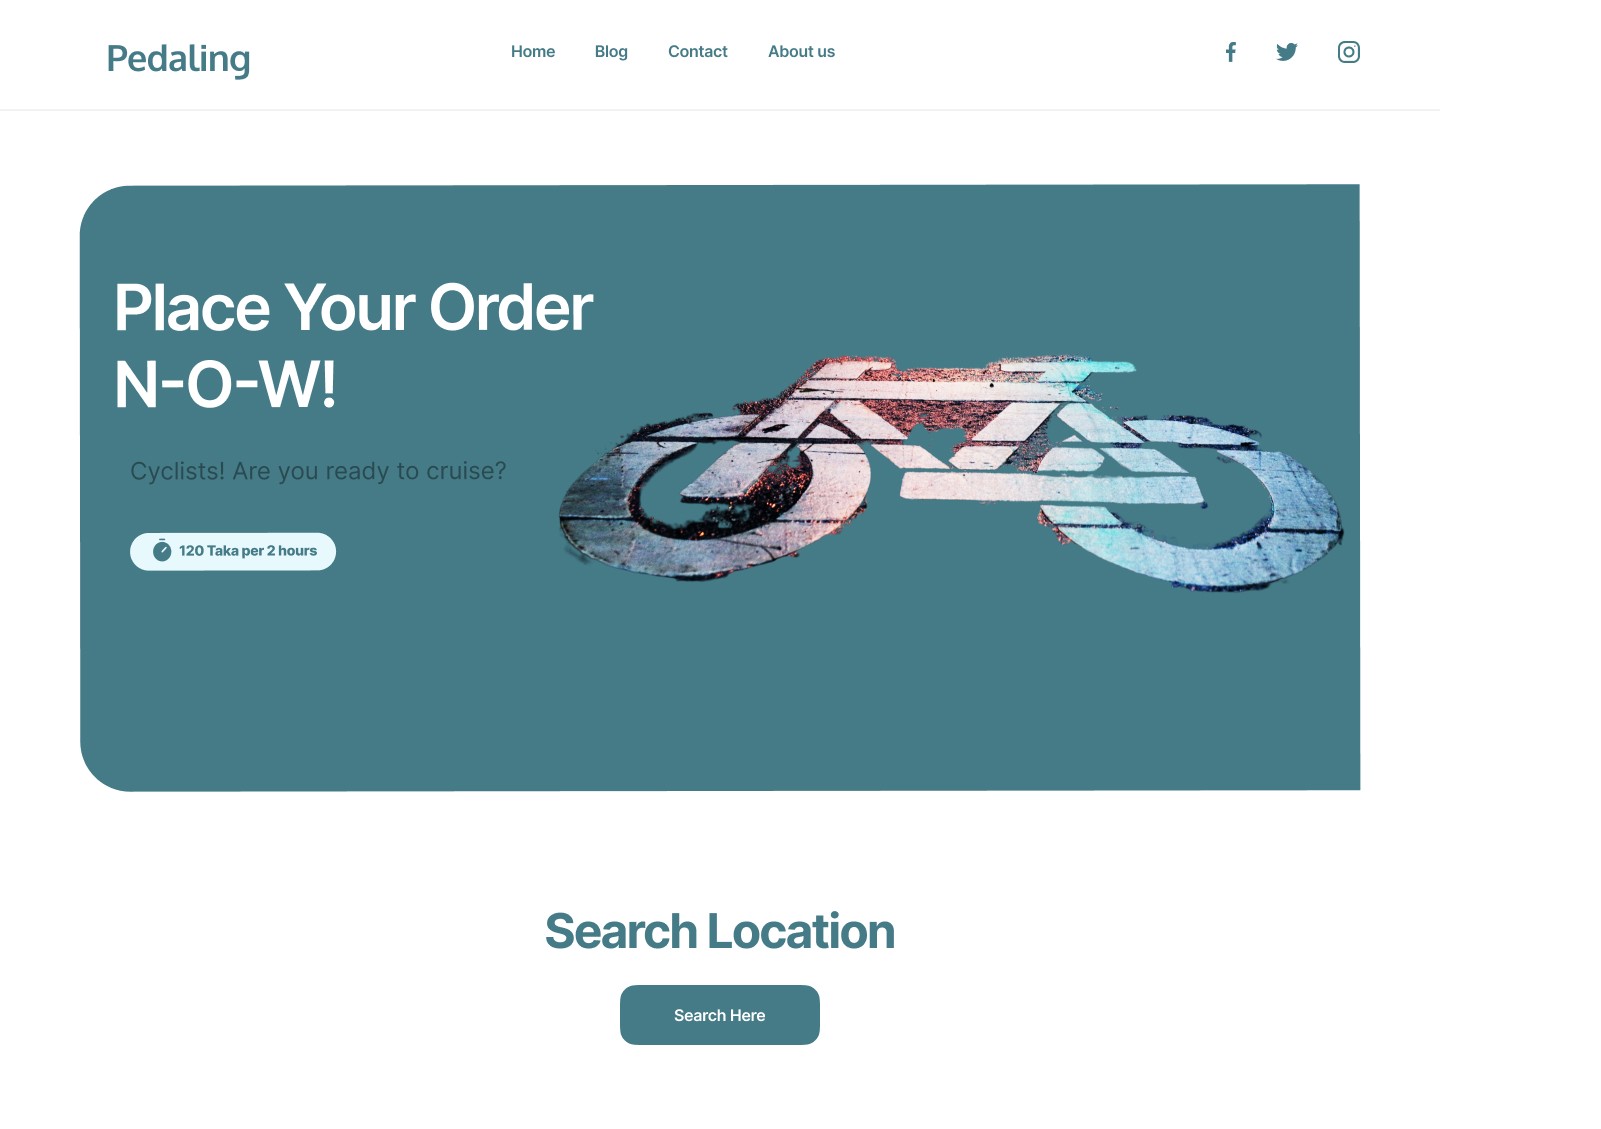 Pedaling
Home
Blog
Contact
About us
Place Your Order
N-O-W!
Cyclists! Are you ready to cruise?
120 Taka per 2 hours
Search Location
Search Here